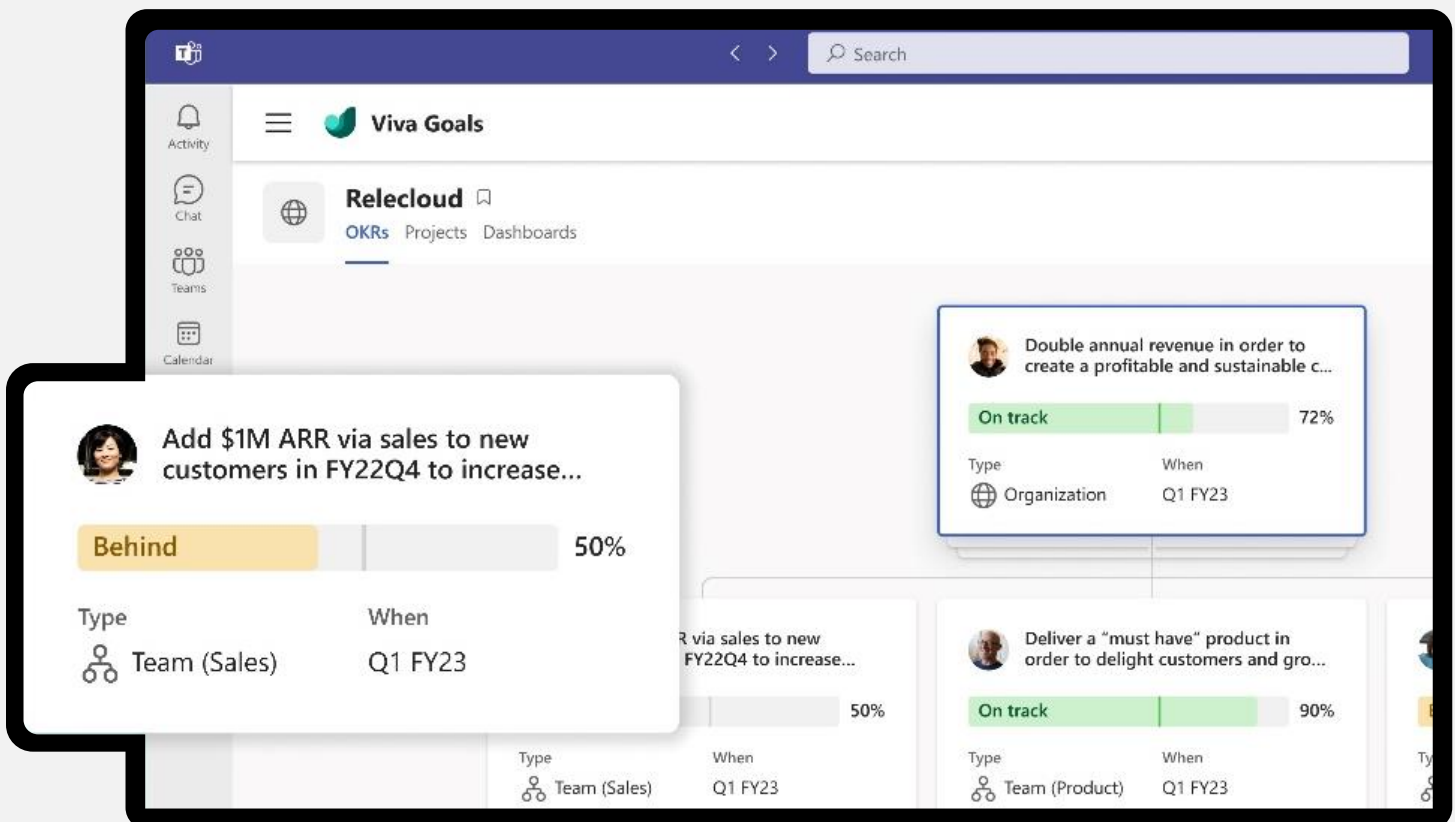 Search
Activity
Chat
Teams
Calendar
Viva Goals
Relecloud
OKRs Projects Dashboards
Double annual revenue in order to
create a profitable and sustainable c...
On track 72%
Type When
Organization Q1 FY23
Add $1M ARR via sales to new
customers in FY22Q4 to increase...
Behind 50%
Type When
Team (Sales) Q1 FY23
R via sales to new
FY22Q4 to increase...
50%
Type When
Team (Sales) Q1 FY23
Deliver a “must have” product in
order to delight customers and gro...
On track 90%
Type When
Team (Product) Q1 FY23